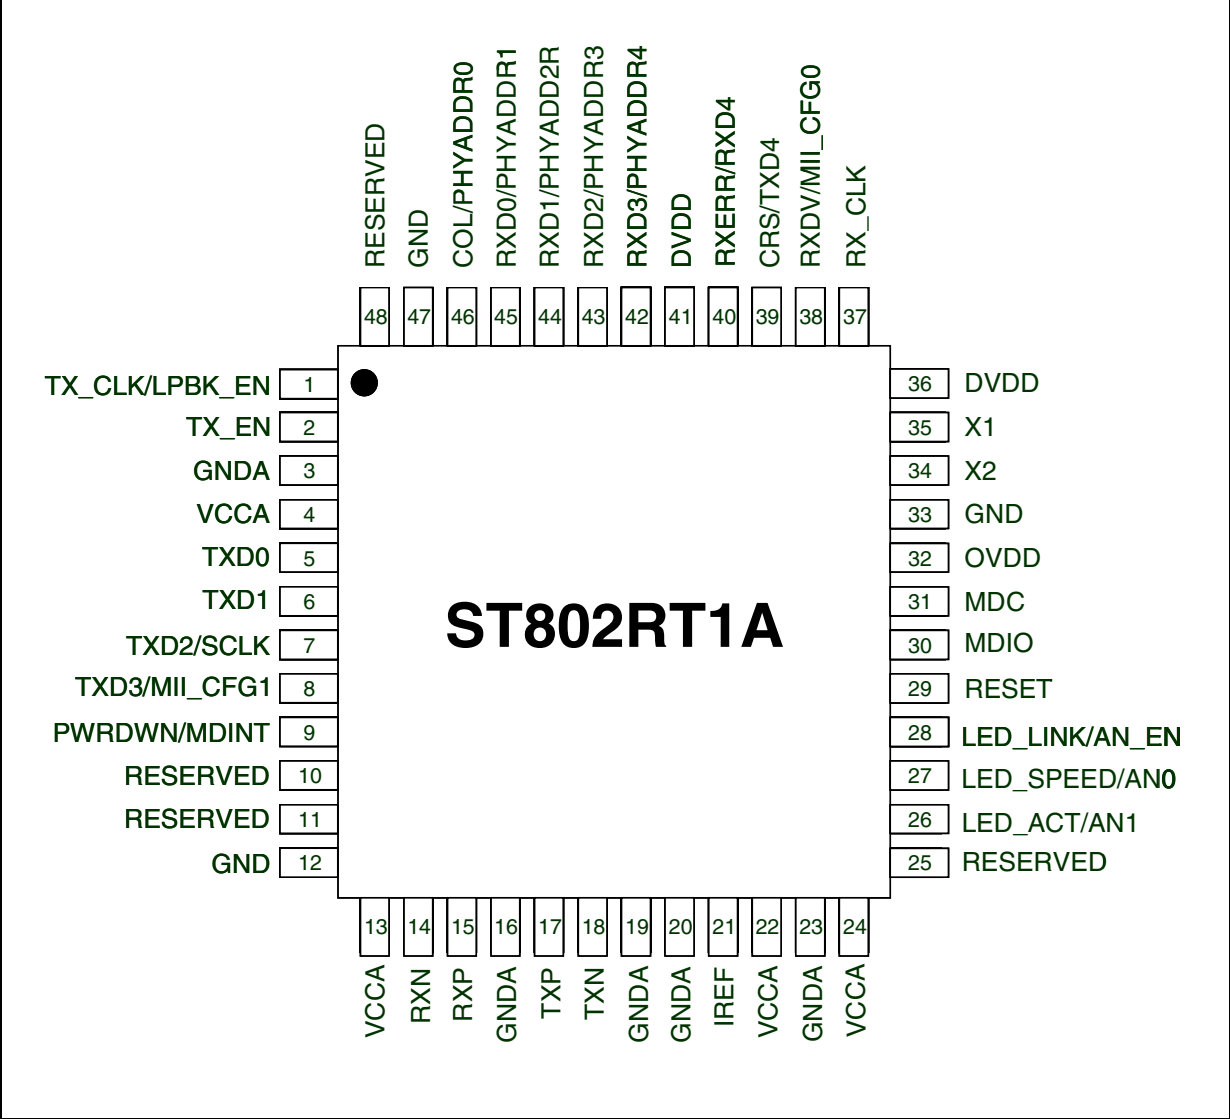 RESERVED
GND
COL/PHYADDR0
RXD0/PHYADDR1
RXD1/PHYADD2R
RXD2/PHYADDR3
RXD3/PHYADDR4
DVDD
RXERR/RXD4
CRS/TXD4
RXDV/MII_CFG0
RX_CLK
48 47 46 45 44 43 42 41 40 39 38 37
TX_CLK/LPBK_EN 1
TX_EN 2
GNDA 3
VCCA 4
TXD0 5
TXD1 6
TXD2/SCLK 7
TXD3/MII_CFG1 8
PWRDWN/MDINT 9
RESERVED 10
RESERVED 11
GND 12
ST802RT1A
36 DVDD
35 X1
34 X2
33 GND
32 OVDD
31 MDC
30 MDIO
29 RESET
28 LED_LINK/AN_EN
27 LED_SPEED/AN0
26 LED_ACT/AN1
25 RESERVED
13 14 15 16 17 18 19 20 21 22 23 24
VCCA
RXN
RXP
GNDA
TXP
TXN
GNDA
GNDA
IREF
VCCA
GNDA
VCCA